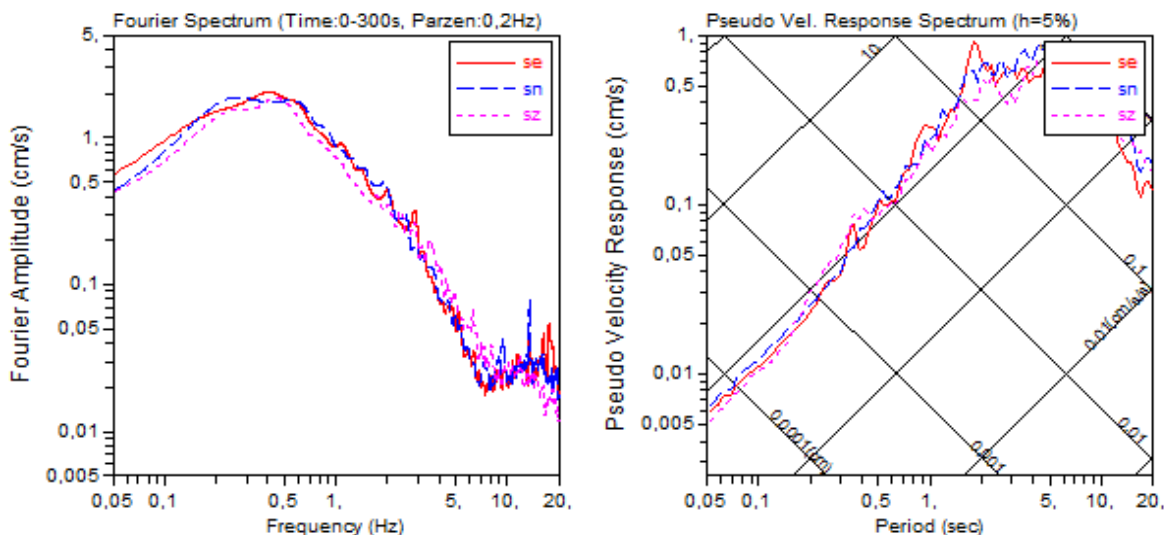 Fourier Spectrum (Time:0-300s, Parzen:0,2Hz)
5,
1,
0,5
0,1
0,05
0,01
0,005
Fourier Amplitude (cm/s)
se
sn
sz
0,05 0,1 0,5 1, 5, 10, 20,
Frequency (Hz)
Pseudo Vel. Response Spectrum (h=5%)
1,
0,5
0,1
0,05
0,01
0,005
Pseudo Velocity Response (cm/s)
10,
se
sn
sz
0,1
0,01(cm/s/s)
0,0001(cm)
0,001
0,01
0,05 0,1 0,5 1, 5, 10, 20,
Period (sec)